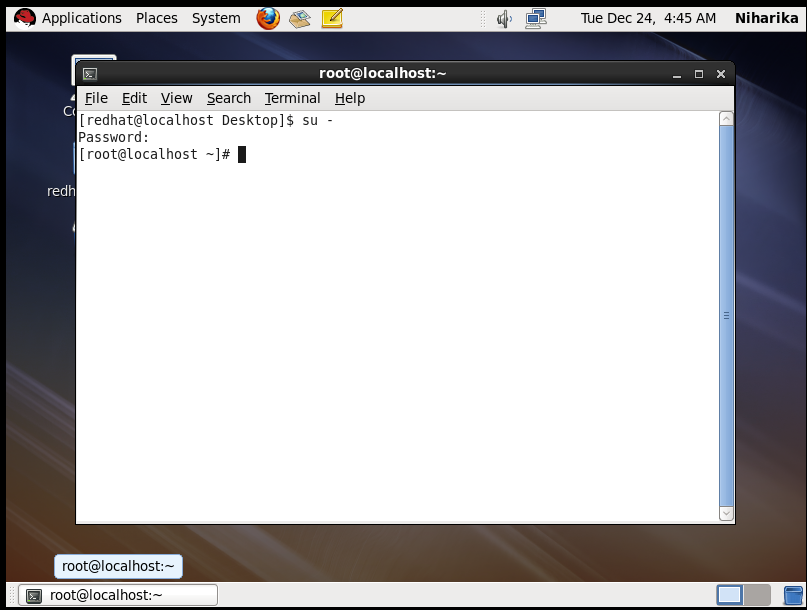 Applications Places System Tue Dec 24, 4:45 AM Niharika
root@localhost:~
File Edit View Search Terminal Help
[redhat@localhost Desktop]$ su -
Password:
[root@localhost ~]#
root@localhost:~
root@localhost:~